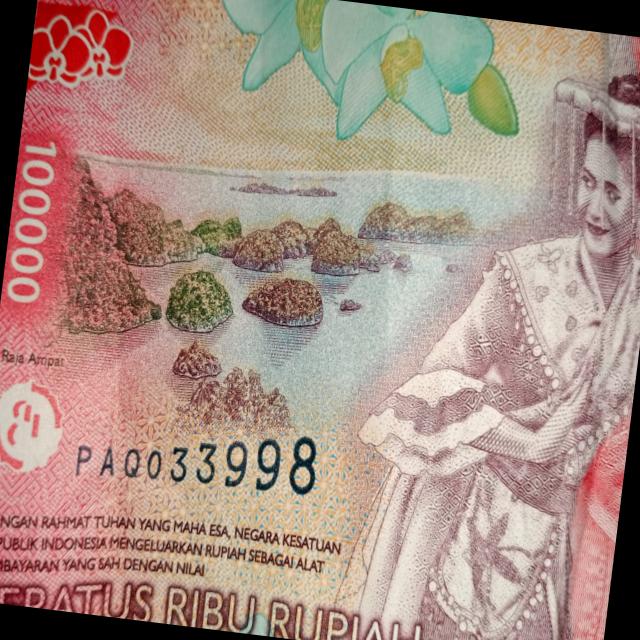 100000
Raja Ampat
PAQ033998
NGAN RAHMAT TUHAN YANG MAHA ESA, NEGARA KESATUAN
PUBLIK INDONESIA MENGELUARKAN RUPIAH SEBAGAI ALAT
MBAYARAN YANG SAH DENGAN NILAI
ERATUS RIBU RUPIAH